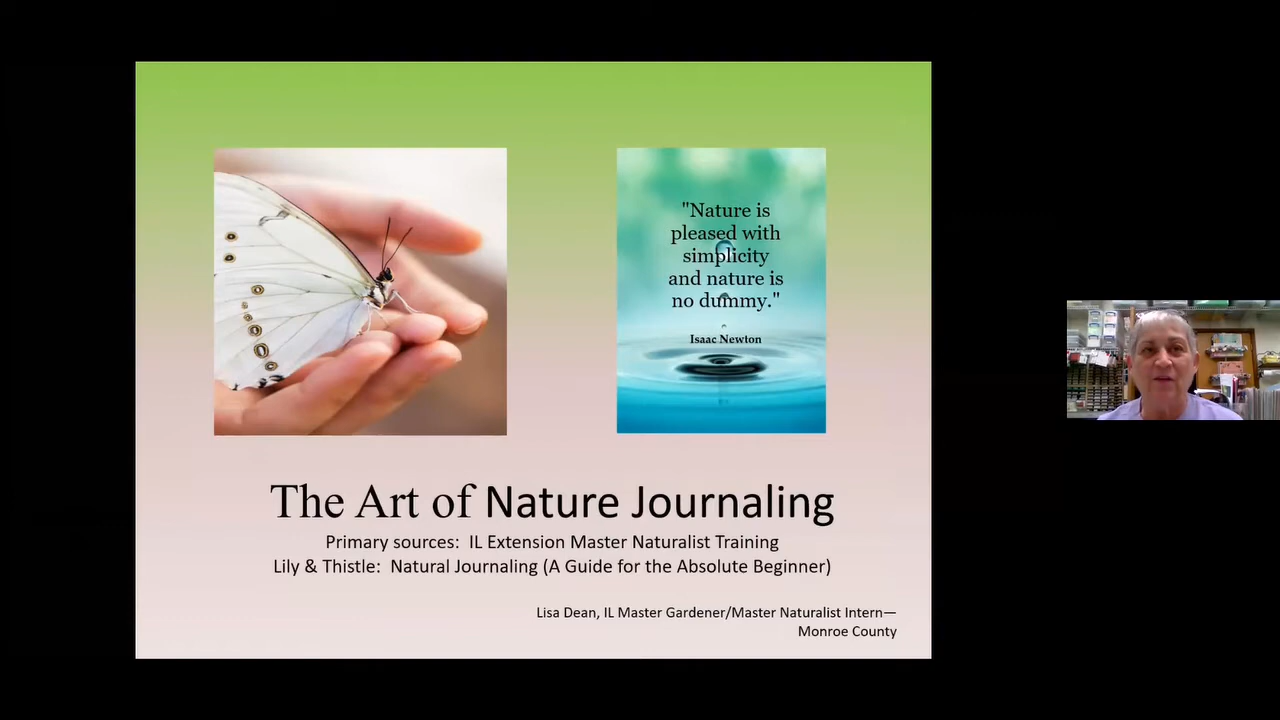 "Nature is
pleased with
simplicity
and nature is
no dummy."
Isaac Newton
The Art of Nature Journaling
Primary sources:  IL Extension Master Naturalist Training
Lily & Thistle:  Natural Journaling (A Guide for the Absolute Beginner)
Lisa Dean, IL Master Gardener/Master Naturalist Intern—
Monroe County